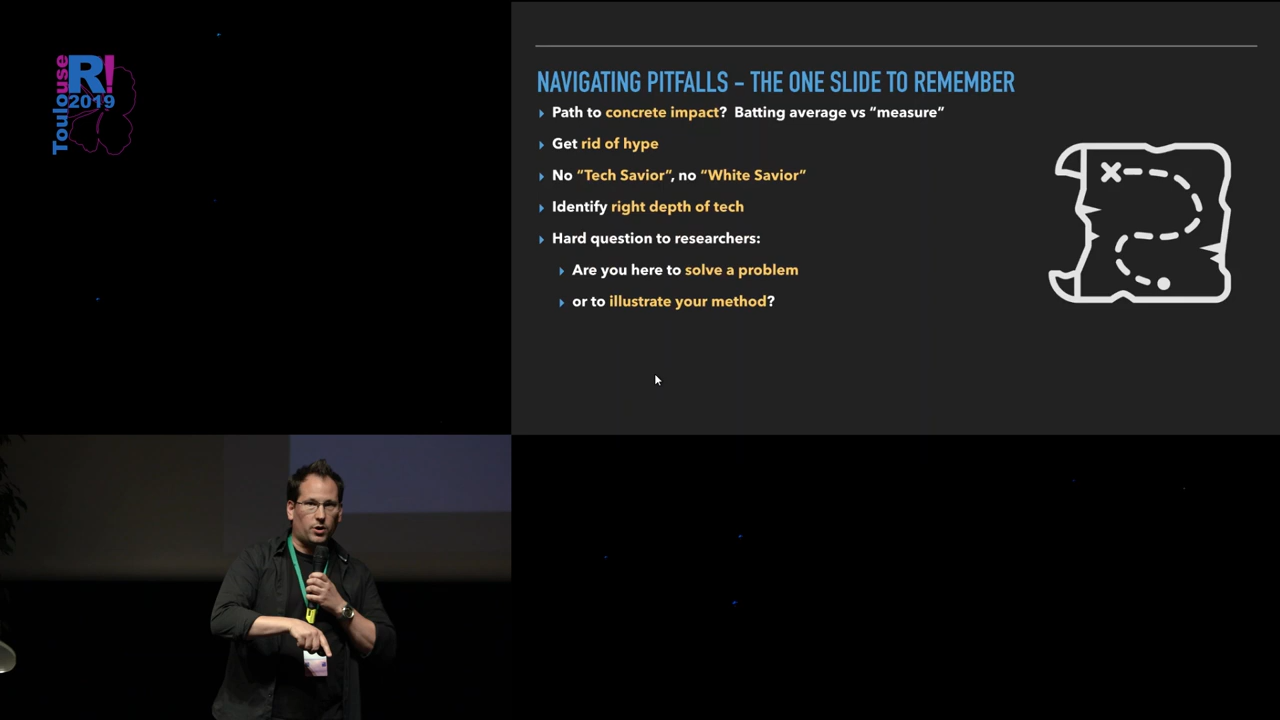 Toulouse
R!
2019
NAVIGATING PITFALLS – THE ONE SLIDE TO REMEMBER
Path to concrete impact? Batting average vs “measure”
Get rid of hype
No “Tech Savior”, no “White Savior”
Identify right depth of tech
Hard question to researchers:
Are you here to solve a problem
or to illustrate your method?